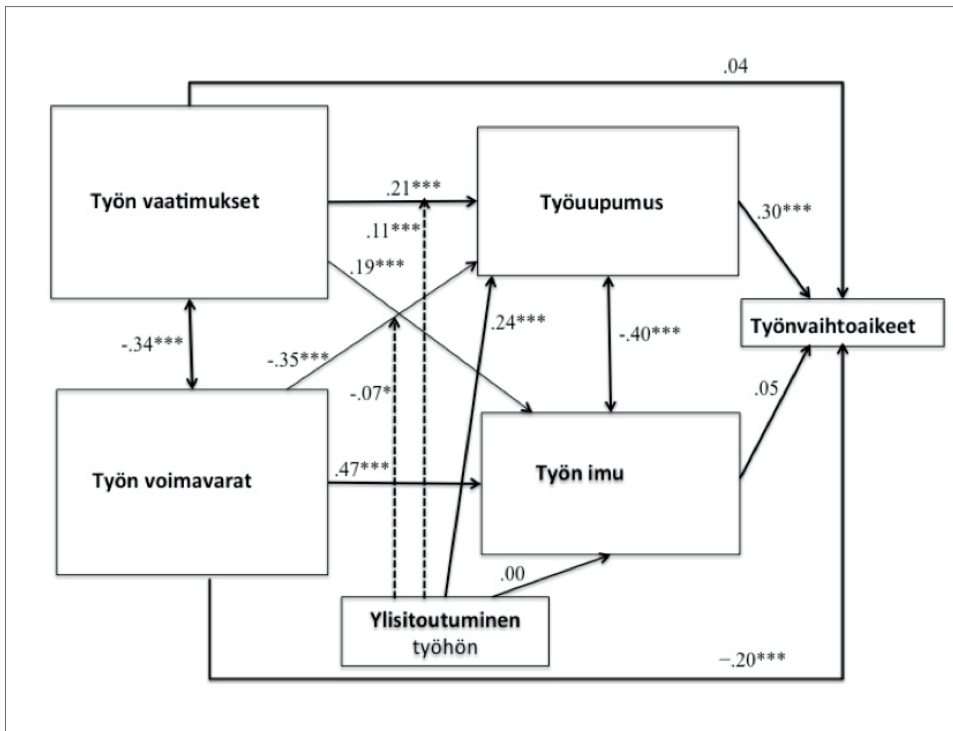 .04
Työn vaatimukset
.21***
Työuupumus
.11***
.30***
.19***
Työnvaihtoaikeet
.24***
-.34***
-.35***
-.40***
-.07*
.05
Työn voimavarat
.47***
Työn imu
.00
Ylisitoutuminen
työhön
−.20***